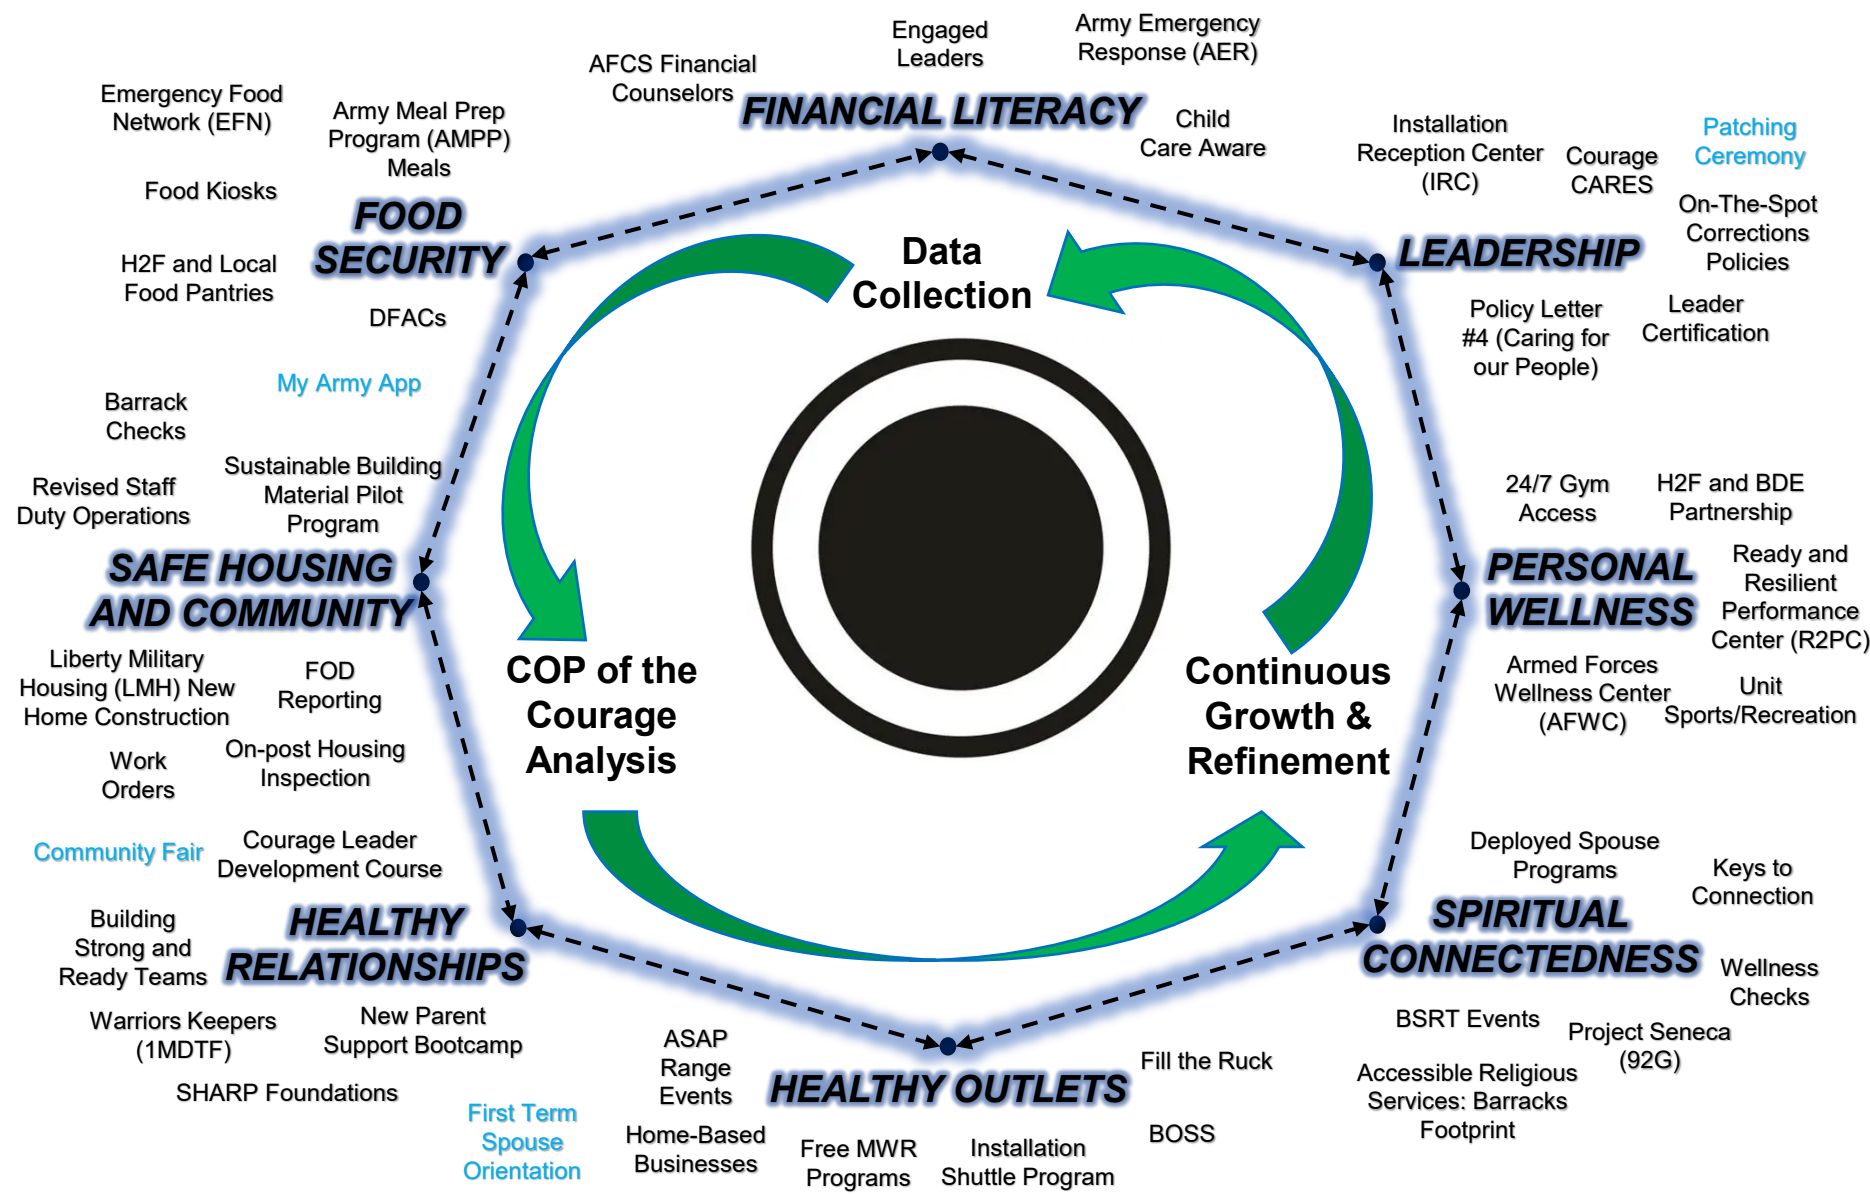 Engaged
Leaders
Army Emergency
Response (AER)
AFCS Financial
Counselors
FINANCIAL LITERACY
Child
Care Aware
Emergency Food
Network (EFN)
Army Meal Prep
Program (AMPP)
Meals
Food Kiosks
FOOD
SECURITY
H2F and Local
Food Pantries
DFACs
Installation
Reception Center
(IRC)
Courage
CARES
Patching
Ceremony
On-The-Spot
Corrections
Policies
LEADERSHIP
Policy Letter
#4 (Caring for
our People)
Leader
Certification
Data
Collection
My Army App
Barrack
Checks
Sustainable Building
Material Pilot
Program
Revised Staff
Duty Operations
SAFE HOUSING
AND COMMUNITY
Liberty Military
Housing (LMH) New
Home Construction
FOD
Reporting
Work
Orders
On-post Housing
Inspection
24/7 Gym
Access
H2F and BDE
Partnership
PERSONAL
WELLNESS
Ready and
Resilient
Performance
Center (R2PC)
Armed Forces
Wellness Center
(AFWC)
Unit
Sports/Recreation
COP of the
Courage
Analysis
Continuous
Growth &
Refinement
Community Fair
Courage Leader
Development Course
Building
Strong and
Ready Teams
HEALTHY
RELATIONSHIPS
Warriors Keepers
(1MDTF)
New Parent
Support Bootcamp
SHARP Foundations
First Term
Spouse
Orientation
ASAP
Range
Events
HEALTHY OUTLETS
Fill the Ruck
Home-Based
Businesses
Free MWR
Programs
Installation
Shuttle Program
BOSS
Deployed Spouse
Programs
Keys to
Connection
SPIRITUAL
CONNECTEDNESS
Wellness
Checks
BSRT Events
Project Seneca
(92G)
Accessible Religious
Services: Barracks
Footprint